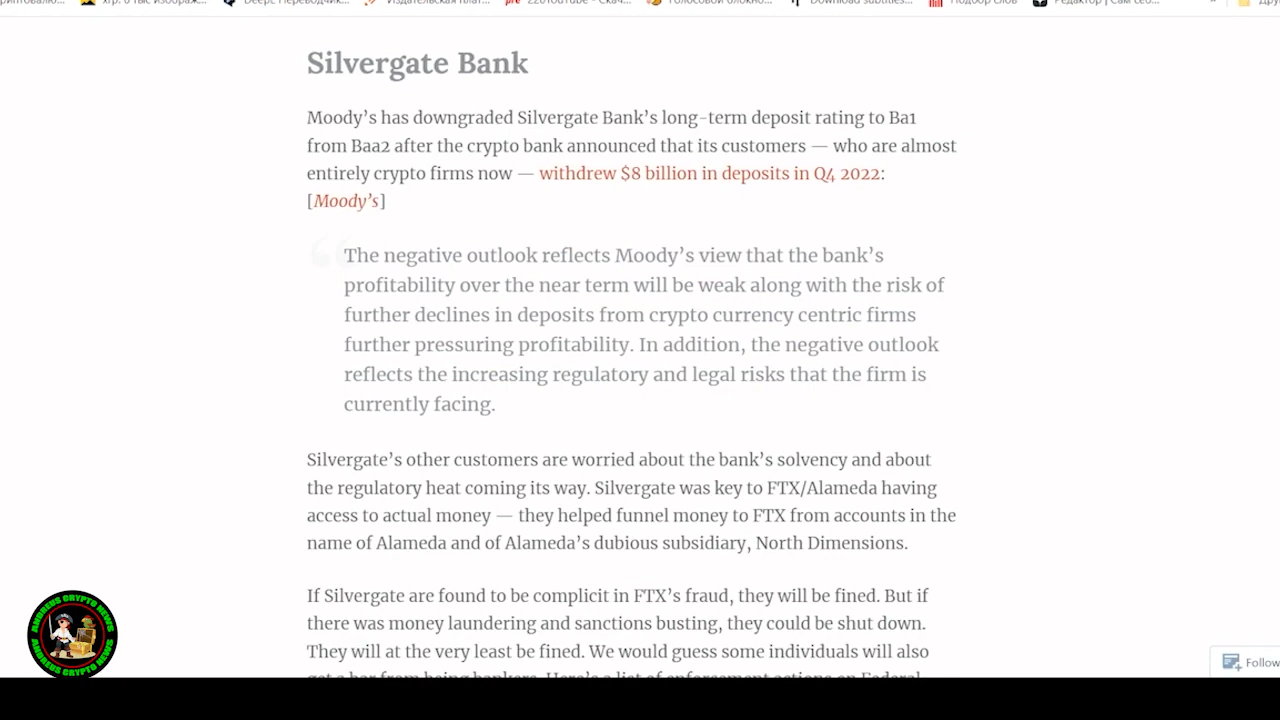 Silvergate Bank
Moody’s has downgraded Silvergate Bank’s long-term deposit rating to Ba1
from Baa2 after the crypto bank announced that its customers — who are almost
entirely crypto firms now — withdrew $8 billion in deposits in Q4 2022:
[Moody’s]
The negative outlook reflects Moody’s view that the bank’s
profitability over the near term will be weak along with the risk of
further declines in deposits from crypto currency centric firms
further pressuring profitability. In addition, the negative outlook
reflects the increasing regulatory and legal risks that the firm is
currently facing.
Silvergate’s other customers are worried about the bank’s solvency and about
the regulatory heat coming its way. Silvergate was key to FTX/Alameda having
access to actual money — they helped funnel money to FTX from accounts in the
name of Alameda and of Alameda’s dubious subsidiary, North Dimensions.
If Silvergate are found to be complicit in FTX’s fraud, they will be fined. But if
there was money laundering and sanctions busting, they could be shut down.
They will at the very least be fined. We would guess some individuals will also
ANDREUS CRYPTO NEWS
ANDREUS CRYPTO NEWS
Follow